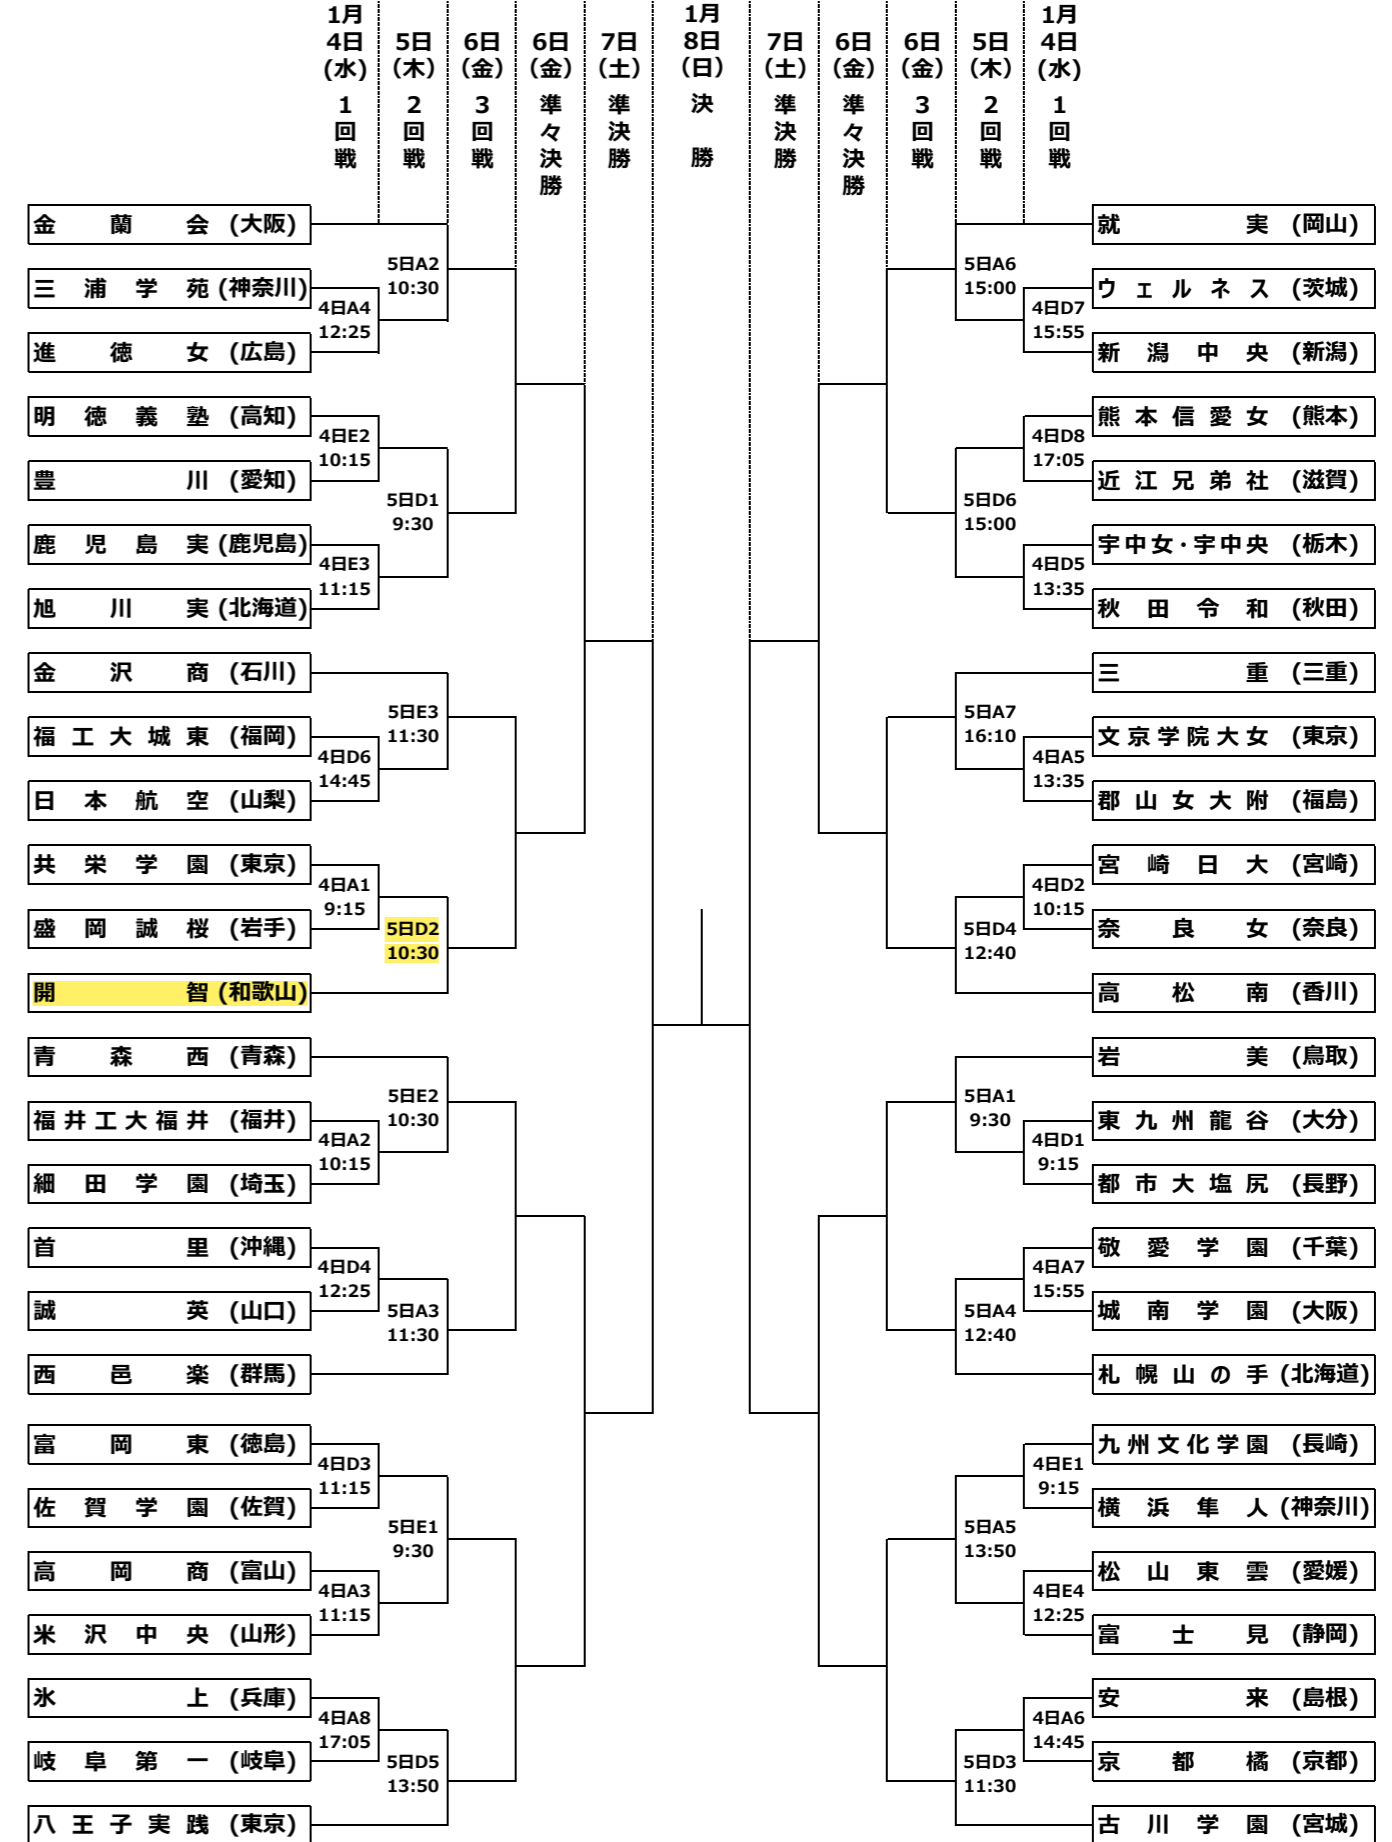 1月
4日
(水)
1
回
戦
5日
(木)
2
回
戦
6日
(金)
3
回
戦
6日
(金)
準
々
決
勝
7日
(土)
準
決
勝
1月
8日
(日)
決
勝
7日
(土)
準
決
勝
6日
(金)
準
々
決
勝
6日
(金)
3
回
戦
5日
(木)
2
回
戦
1月
4日
(水)
1
回
戦
金蘭会 (大阪)
三浦学苑 (神奈川)
進徳女 (広島)
明徳義塾 (高知)
豊川 (愛知)
鹿児島実 (鹿児島)
旭川実 (北海道)
金沢商 (石川)
福工大城東 (福岡)
日本航空 (山梨)
共栄学園 (東京)
盛岡誠桜 (岩手)
開智 (和歌山)
青森西 (青森)
福井工大福井 (福井)
細田学園 (埼玉)
首里 (沖縄)
誠英 (山口)
西邑楽 (群馬)
富岡東 (徳島)
佐賀学園 (佐賀)
高岡商 (富山)
米沢中央 (山形)
氷上 (兵庫)
岐阜第一 (岐阜)
八王子実践 (東京)
4日A4
12:25
4日E2
10:15
4日E3
11:15
4日D6
14:45
4日A1
9:15
4日A2
10:15
4日D4
12:25
4日D3
11:15
4日A3
11:15
4日A8
17:05
5日A2
10:30
5日D1
9:30
5日E3
11:30
5日D2
10:30
5日E2
10:30
5日A3
11:30
5日E1
9:30
5日D5
13:50
5日A6
15:00
5日D6
15:00
5日A7
16:10
5日D4
12:40
5日A1
9:30
5日A4
12:40
5日A5
13:50
5日D3
11:30
4日D7
15:55
4日D8
17:05
4日D5
13:35
4日A5
13:35
4日D2
10:15
4日D1
9:15
4日A7
15:55
4日E1
9:15
4日E4
12:25
4日A6
14:45
就実 (岡山)
ウェルネス (茨城)
新潟中央 (新潟)
熊本信愛女 (熊本)
近江兄弟社 (滋賀)
宇中女・宇中央 (栃木)
秋田令和 (秋田)
三重 (三重)
文京学院大女 (東京)
郡山女大附 (福島)
宮崎日大 (宮崎)
奈良女 (奈良)
高松南 (香川)
岩美 (鳥取)
東九州龍谷 (大分)
都市大塩尻 (長野)
敬愛学園 (千葉)
城南学園 (大阪)
札幌山の手 (北海道)
九州文化学園 (長崎)
横浜隼人 (神奈川)
松山東雲 (愛媛)
富士見 (静岡)
安来 (島根)
京都橘 (京都)
古川学園 (宮城)